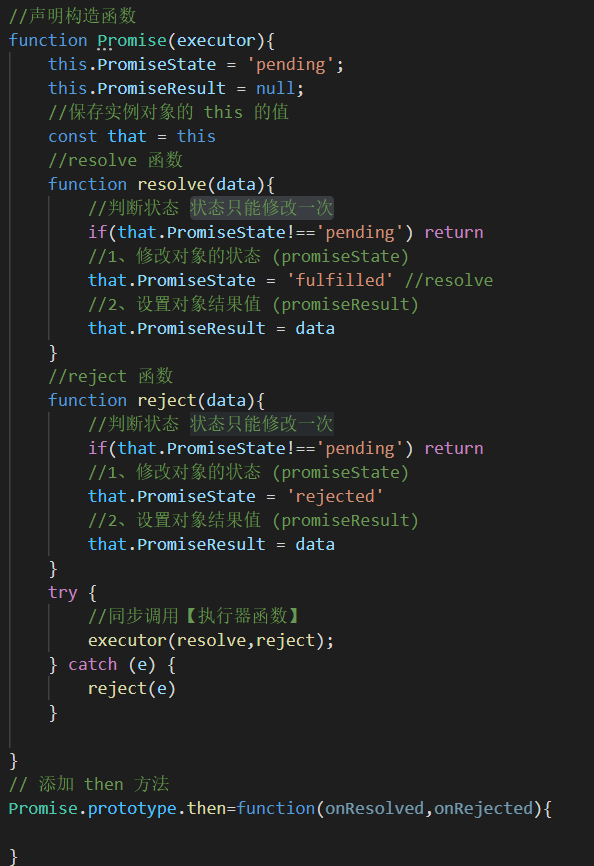 //声明构造函数
function Promise(executor){
    this.PromiseState = 'pending';
    this.PromiseResult = null;
    //保存实例对象的 this 的值
    const that = this
    //resolve 函数
    function resolve(data){
        //判断状态 状态只能修改一次
        if(that.PromiseState!=='pending') return
        //1、修改对象的状态 (promiseState)
        that.PromiseState = 'fulfilled' //resolve
        //2、设置对象结果值 (promiseResult)
        that.PromiseResult = data
    }
    //reject 函数
    function reject(data){
        //判断状态 状态只能修改一次
        if(that.PromiseState!=='pending') return
        //1、修改对象的状态 (promiseState)
        that.PromiseState = 'rejected'
        //2、设置对象结果值 (promiseResult)
        that.PromiseResult = data
    }
    try {
        //同步调用【执行器函数】
        executor(resolve,reject);
    } catch (e) {
        reject(e)
    }
}
// 添加 then 方法
Promise.prototype.then=function(onResolved,onRejected){
}